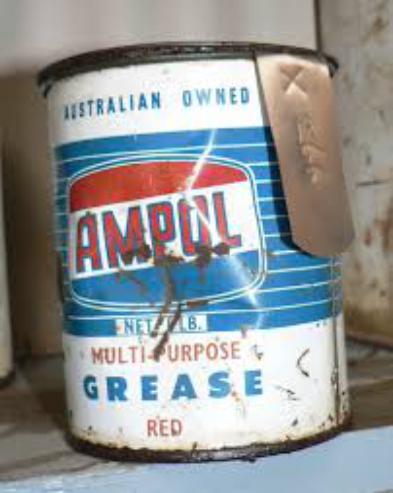 AUSTRALIAN OWNED
AMPOL
NET 1 LB.
MULTI-PURPOSE
GREASE
RED